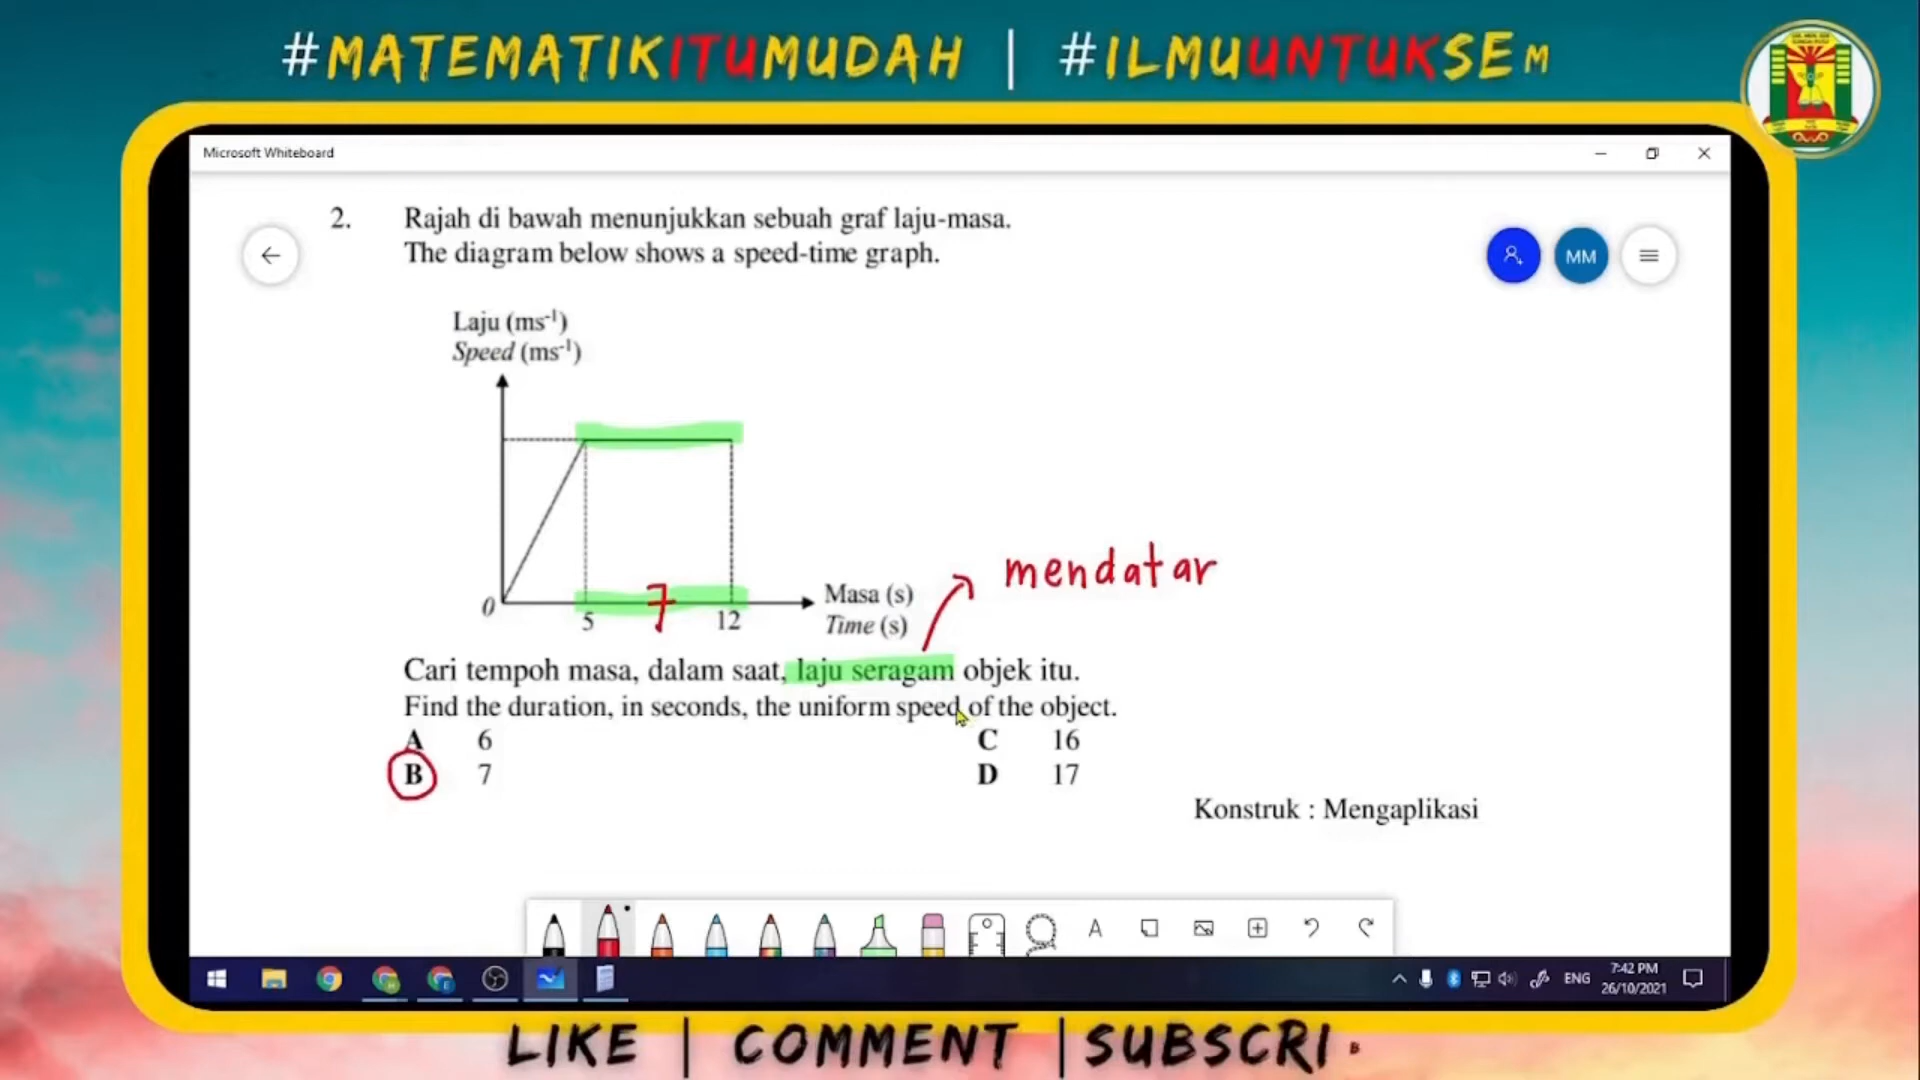 #MATEMATIKITUMUDAH | #ILMUUNTUKSEM
Microsoft Whiteboard
2. Rajah di bawah menunjukkan sebuah graf laju-masa.
The diagram below shows a speed-time graph.
MM
Laju (ms⁻¹)
Speed (ms⁻¹)
mendatar
0
5
7
12
Masa (s)
Time (s)
Cari tempoh masa, dalam saat, laju seragam objek itu.
Find the duration, in seconds, the uniform speed of the object.
A 6 C 16
B 7 D 17
Konstruk : Mengaplikasi
A
ENG
7:42 PM
26/10/2021
LIKE | COMMENT | SUBSCRIB